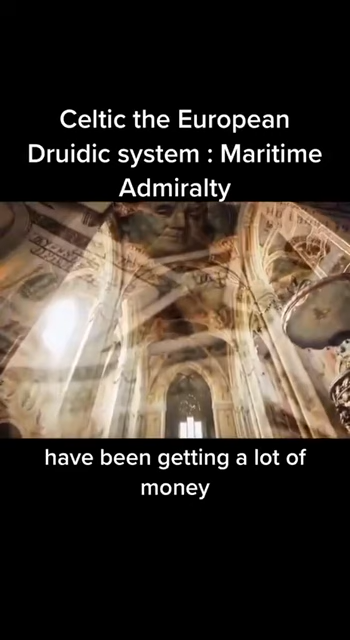 Celtic the European
Druidic system : Maritime
Admiralty
have been getting a lot of
money